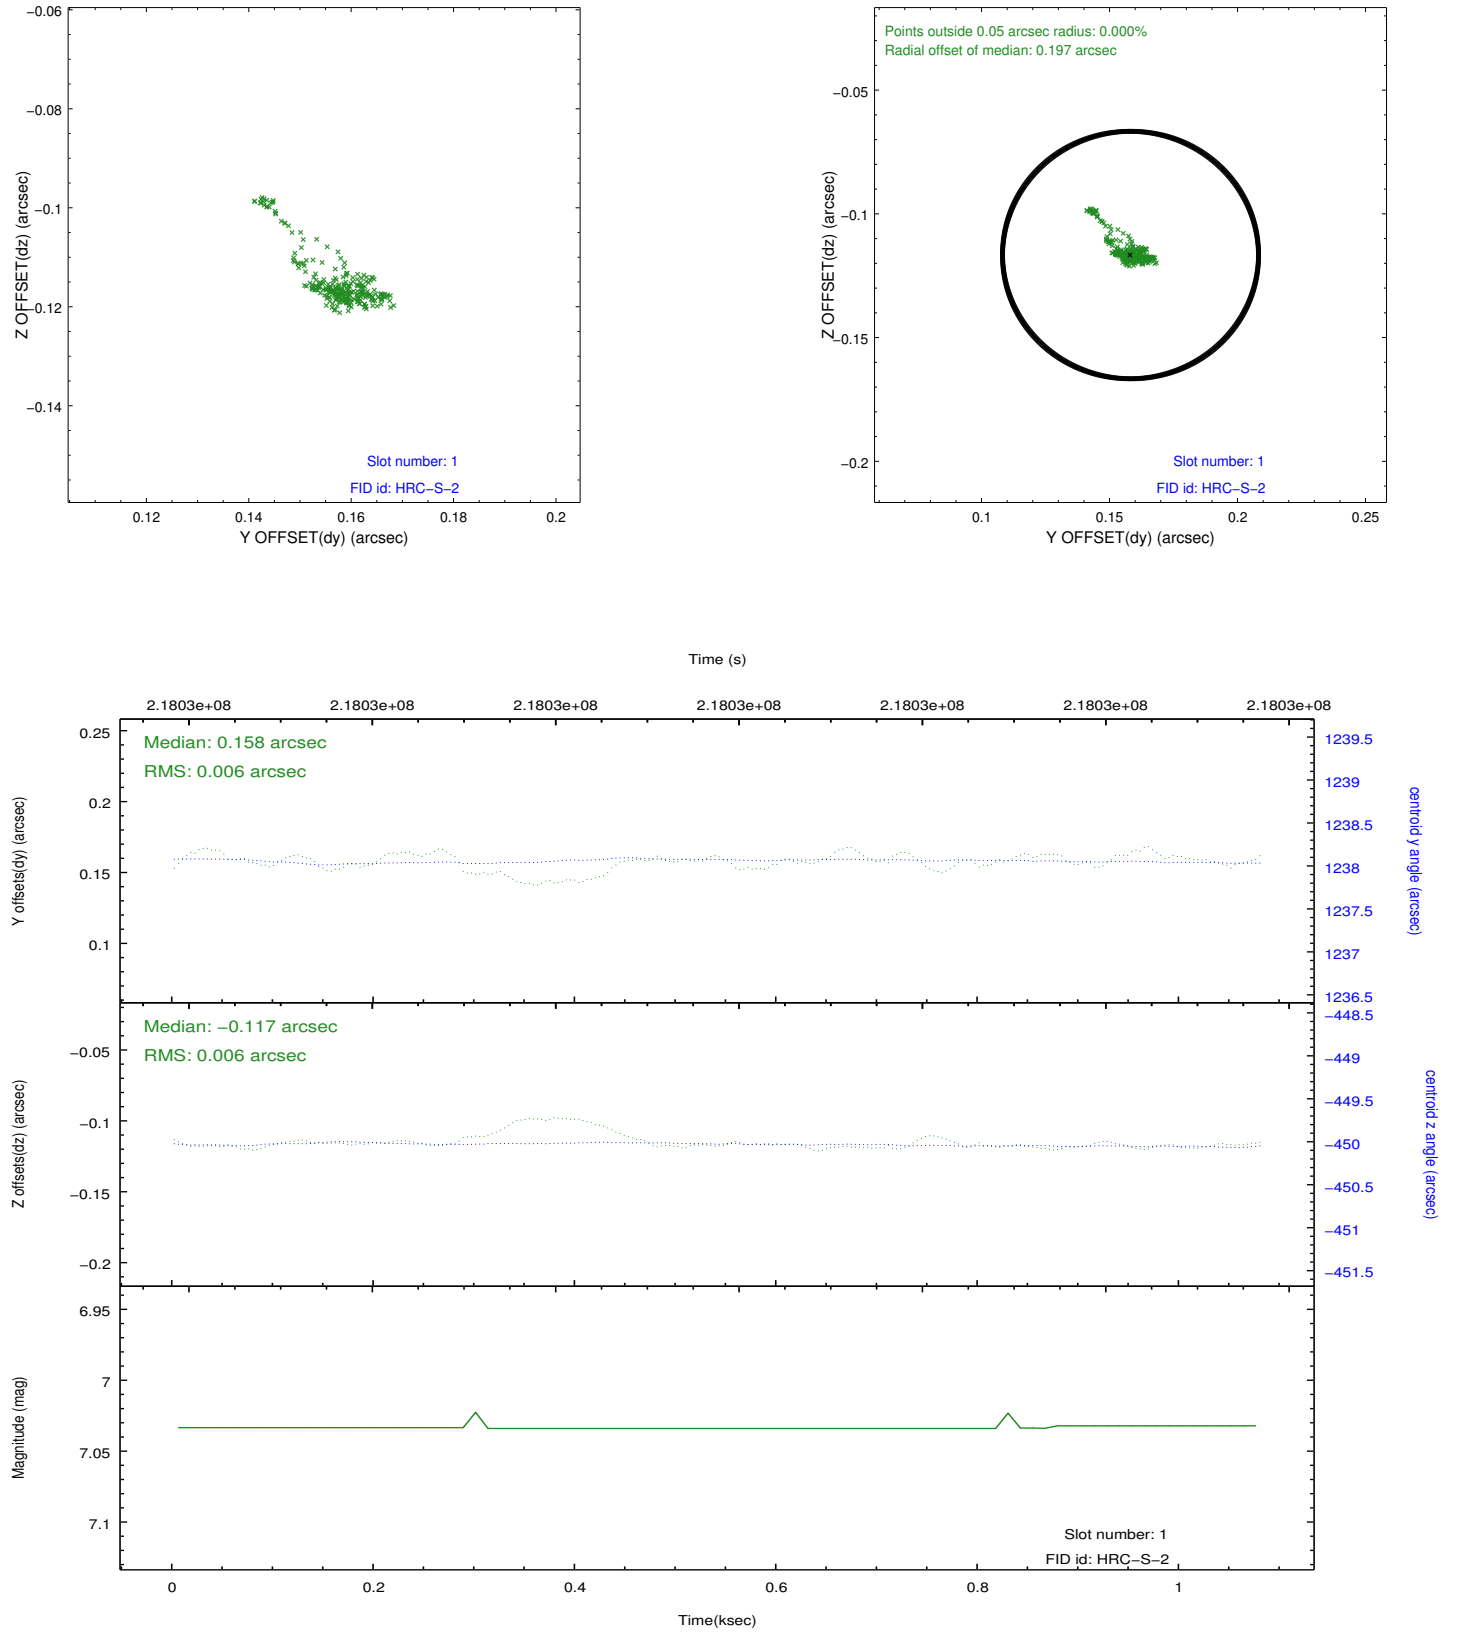 −0.06
−0.08
−0.1
−0.12
−0.14
Z OFFSET(dz) (arcsec)
Slot number: 1
FID id: HRC−S−2
0.12 0.14 0.16 0.18 0.2
Y OFFSET(dy) (arcsec)
Points outside 0.05 arcsec radius: 0.000%
Radial offset of median: 0.197 arcsec
−0.05
−0.1
−0.15
−0.2
Z OFFSET(dz) (arcsec)
Slot number: 1
FID id: HRC−S−2
0.1 0.15 0.2 0.25
Y OFFSET(dy) (arcsec)
Time (s)
2.1803e+08 2.1803e+08 2.1803e+08 2.1803e+08 2.1803e+08 2.1803e+08 2.1803e+08
Median: 0.158 arcsec
RMS: 0.006 arcsec
0.25
0.2
0.15
0.1
Y offsets(dy) (arcsec)
1239.5
1239
1238.5
1238
1237.5
1237
1236.5
centroid y angle (arcsec)
Median: −0.117 arcsec
RMS: 0.006 arcsec
−0.05
−0.1
−0.15
−0.2
Z offsets(dz) (arcsec)
−448.5
−449
−449.5
−450
−450.5
−451
−451.5
centroid z angle (arcsec)
6.95
7
7.05
7.1
Magnitude (mag)
Slot number: 1
FID id: HRC−S−2
0 0.2 0.4 0.6 0.8 1
Time(ksec)